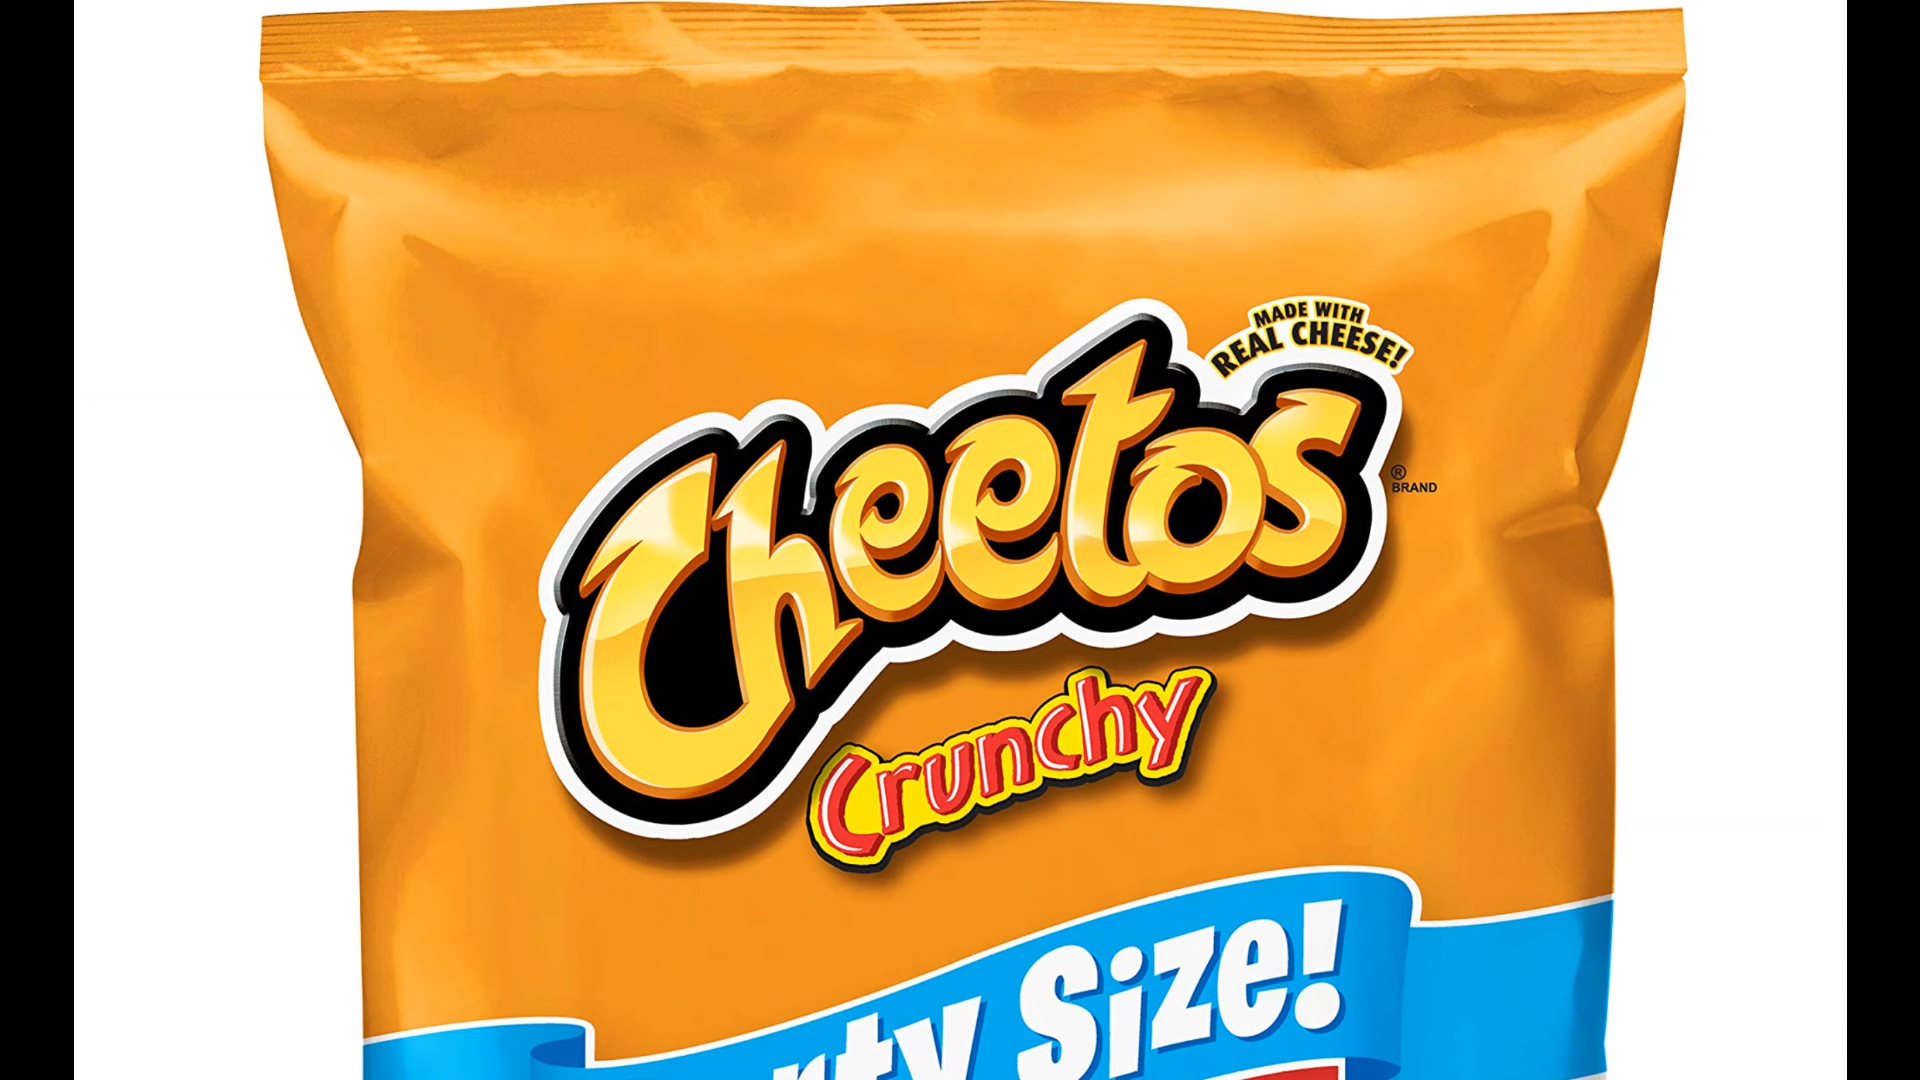 MADE WITH
REAL CHEESE!
Cheetos
®
BRAND
Crunchy
Size!